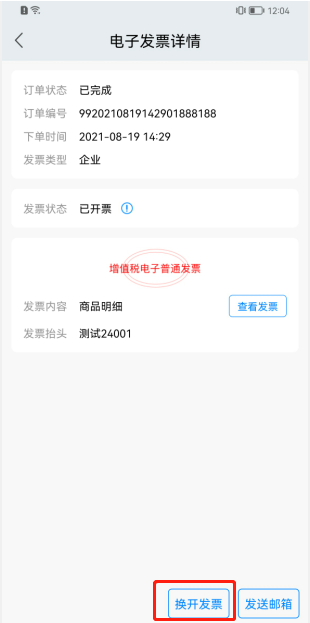 12:04
电子发票详情
订单状态 已完成
订单编号 9920210819142901888188
下单时间 2021-08-19 14:29
发票类型 企业
发票状态 已开票
增值税电子普通发票
发票内容 商品明细 查看发票
发票抬头 测试24001
换开发票 发送邮箱